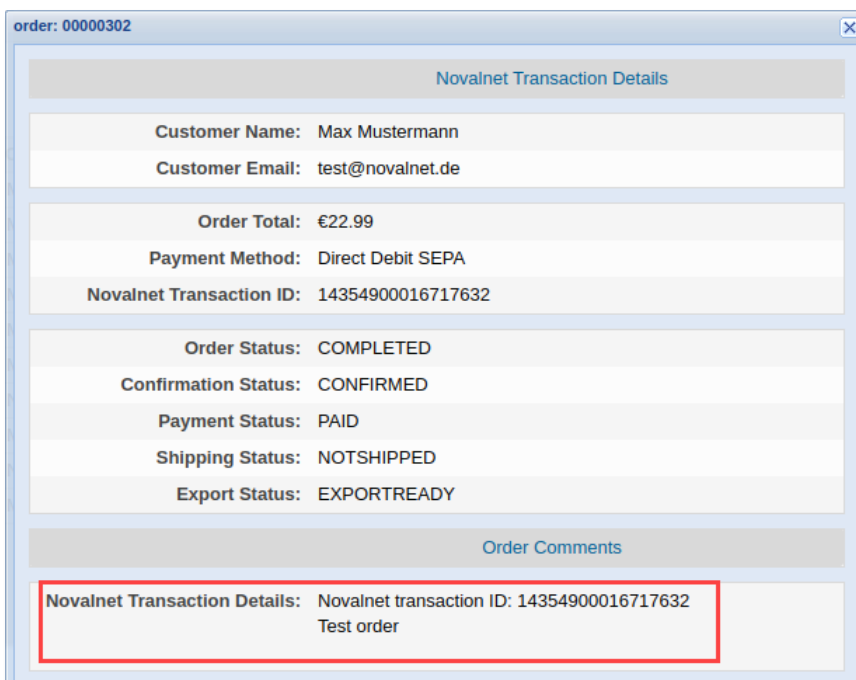 order: 00000302
Novalnet Transaction Details
Customer Name: Max Mustermann
Customer Email: test@novalnet.de
Order Total: €22.99
Payment Method: Direct Debit SEPA
Novalnet Transaction ID: 14354900016717632
Order Status: COMPLETED
Confirmation Status: CONFIRMED
Payment Status: PAID
Shipping Status: NOTSHIPPED
Export Status: EXPORTREADY
Order Comments
Novalnet Transaction Details: Novalnet transaction ID: 14354900016717632
Test order